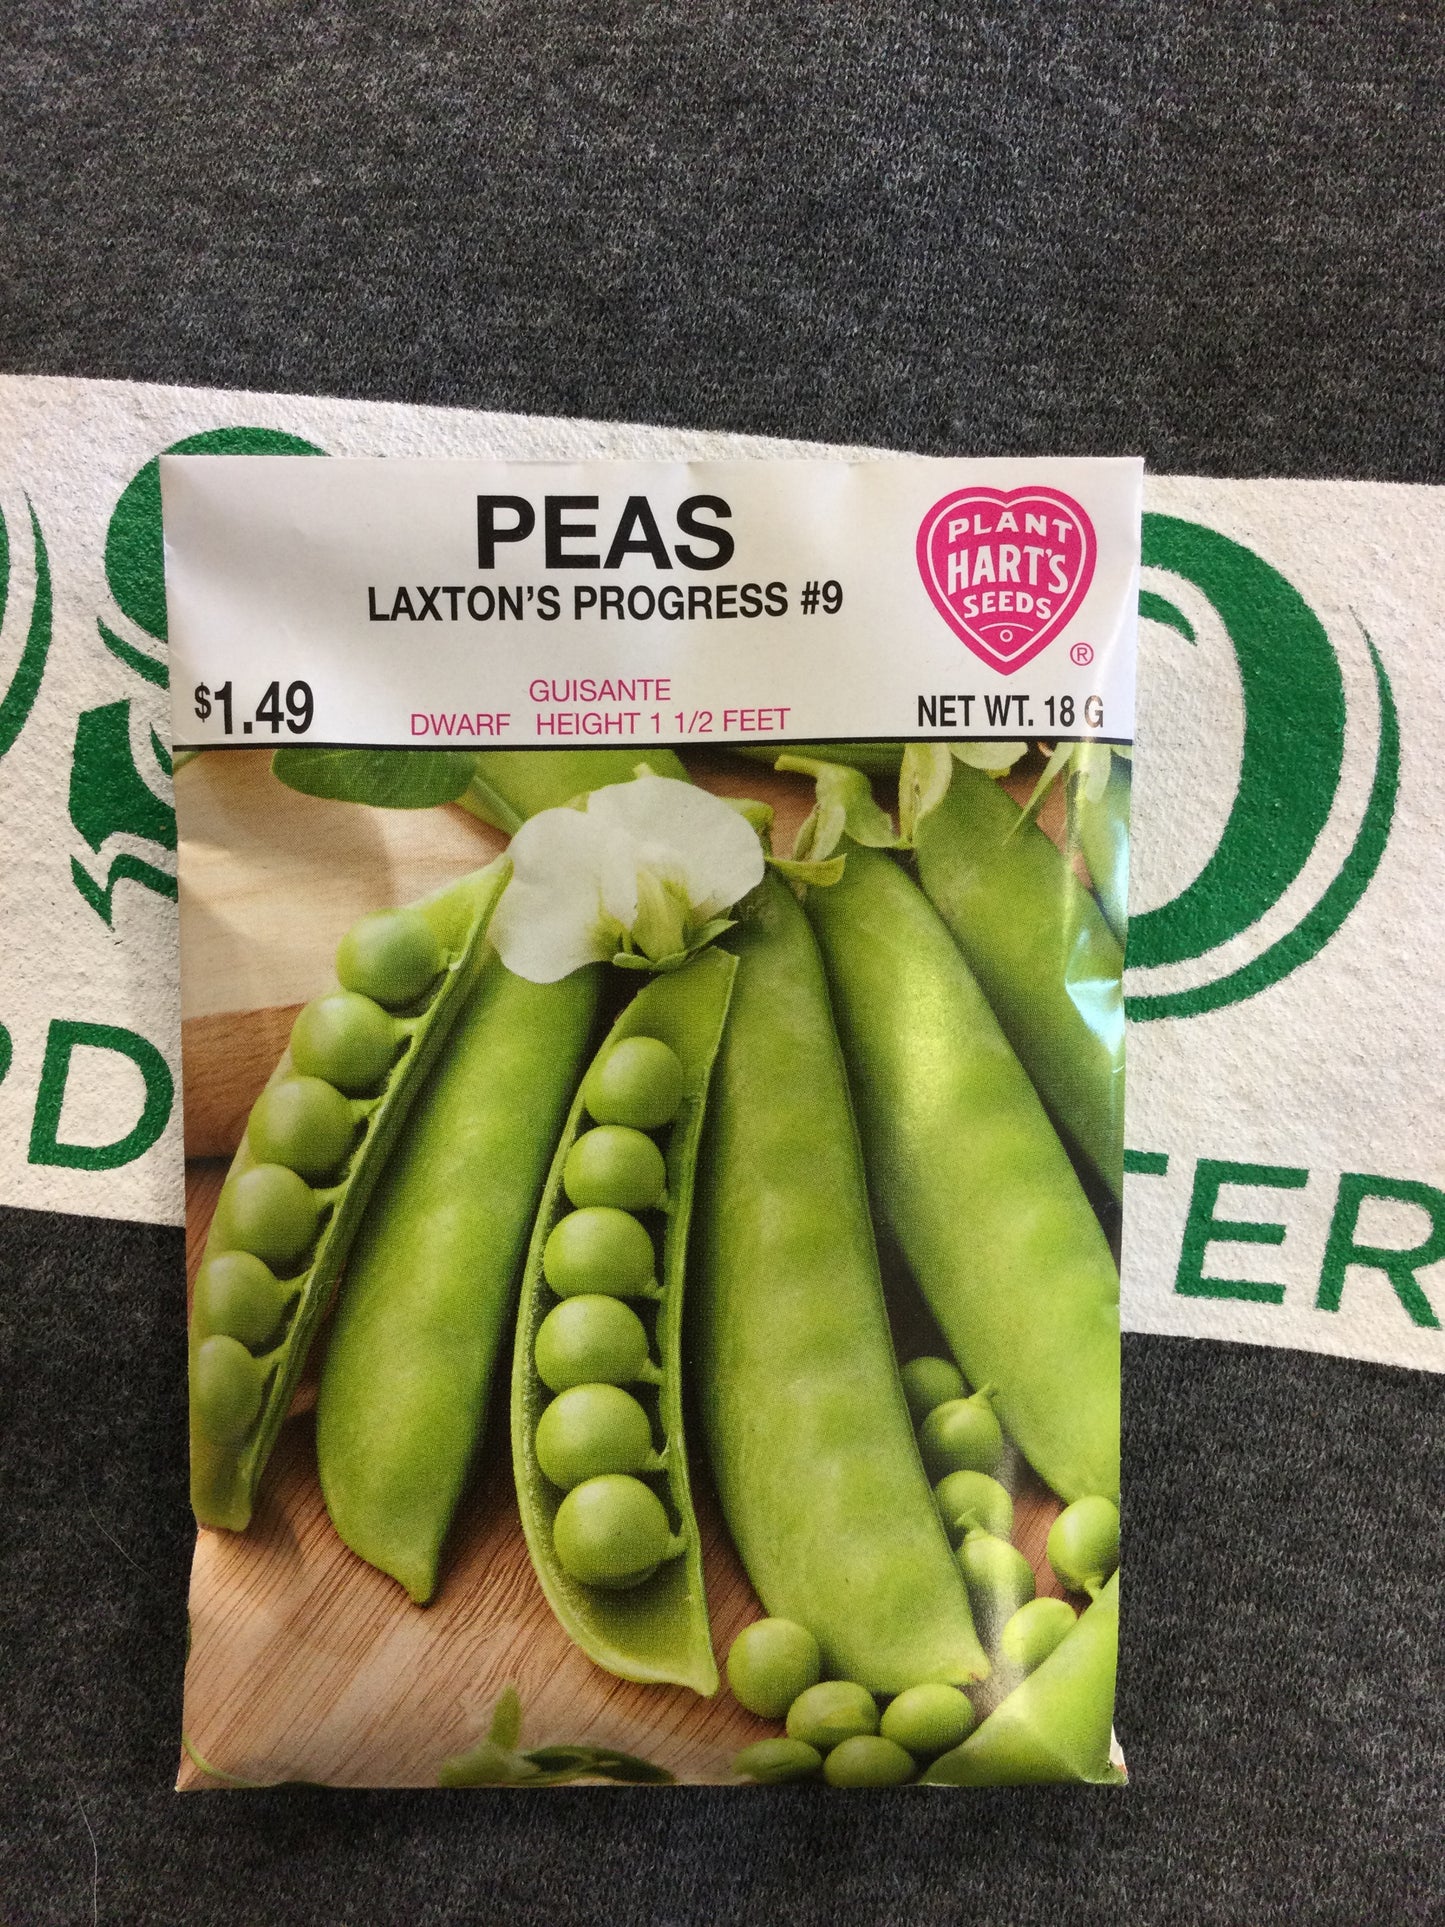 PEAS
LAXTON'S PROGRESS #9
PLANT
HART'S
SEEDS
®
$1.49
GUISANTE
DWARF HEIGHT 1 1/2 FEET
NET WT. 18 G